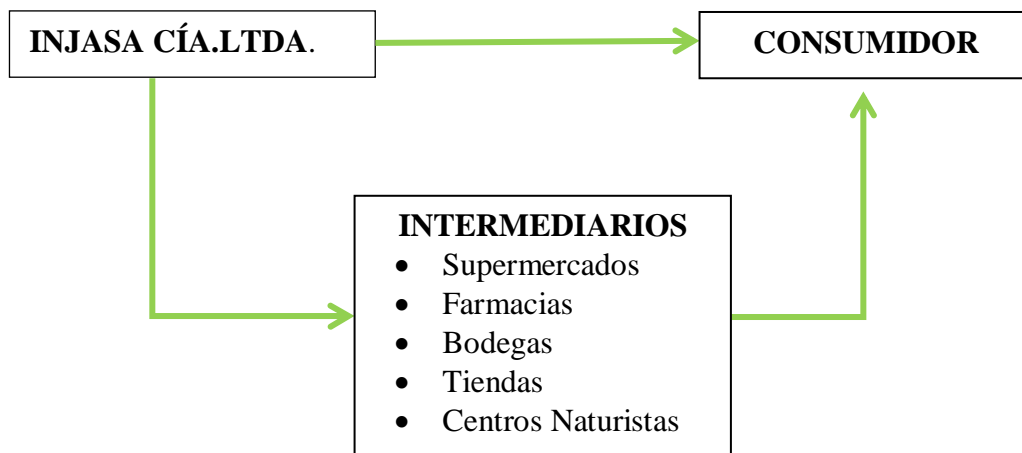 INJASA CÍA.LTDA.
CONSUMIDOR
INTERMEDIARIOS
• Supermercados
• Farmacias
• Bodegas
• Tiendas
• Centros Naturistas